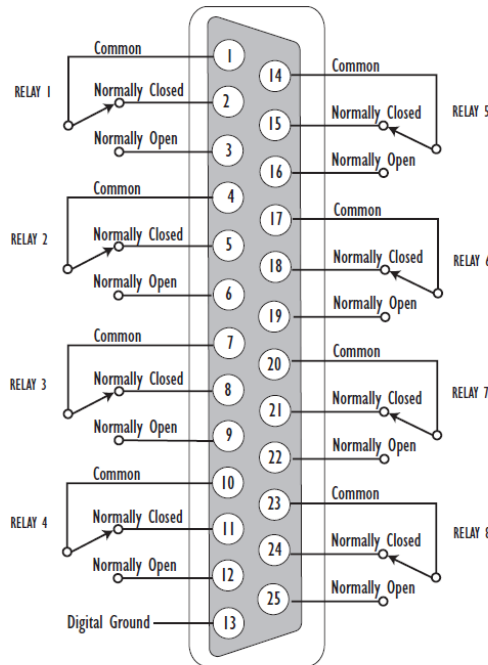 Common
1
RELAY 1
Normally Closed
2
Normally Open
3
Common
4
RELAY 2
Normally Closed
5
Normally Open
6
Common
7
RELAY 3
Normally Closed
8
Normally Open
9
Common
10
RELAY 4
Normally Closed
11
Normally Open
12
Digital Ground
13
14
Common
15
Normally Closed
RELAY 5
16
Normally Open
17
Common
18
Normally Closed
RELAY 6
19
Normally Open
20
Common
21
Normally Closed
RELAY 7
22
Normally Open
23
Common
24
Normally Closed
RELAY 8
25
Normally Open